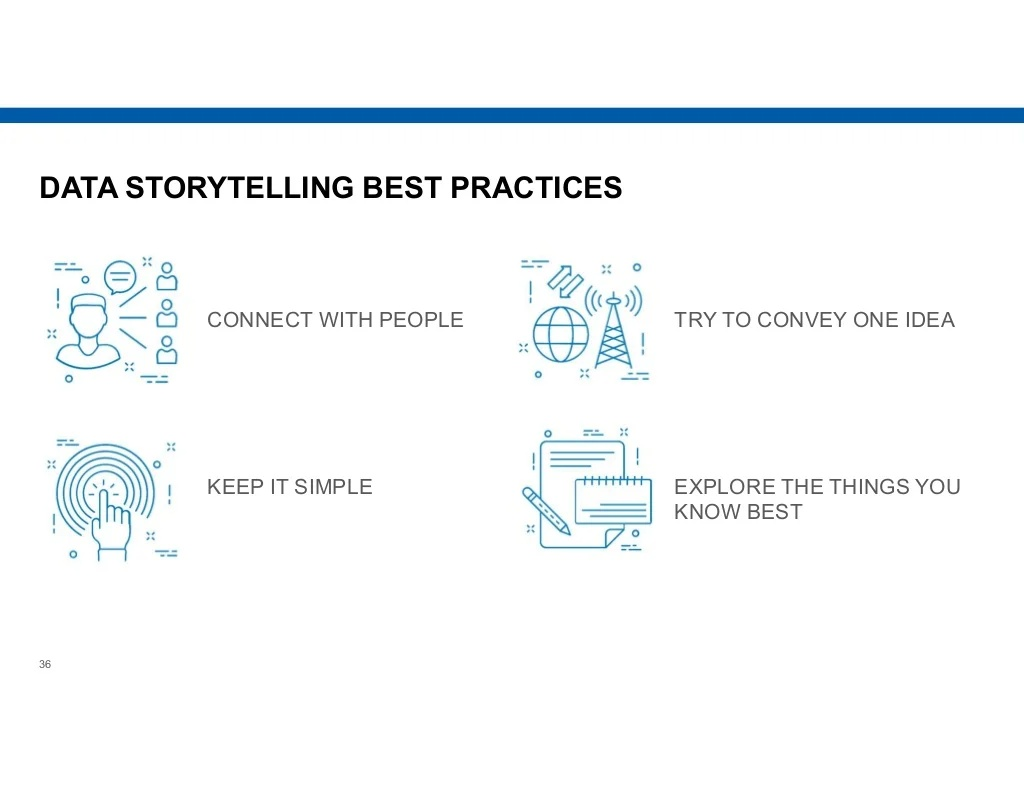 DATA STORYTELLING BEST PRACTICES
CONNECT WITH PEOPLE
TRY TO CONVEY ONE IDEA
KEEP IT SIMPLE
EXPLORE THE THINGS YOU
KNOW BEST
36